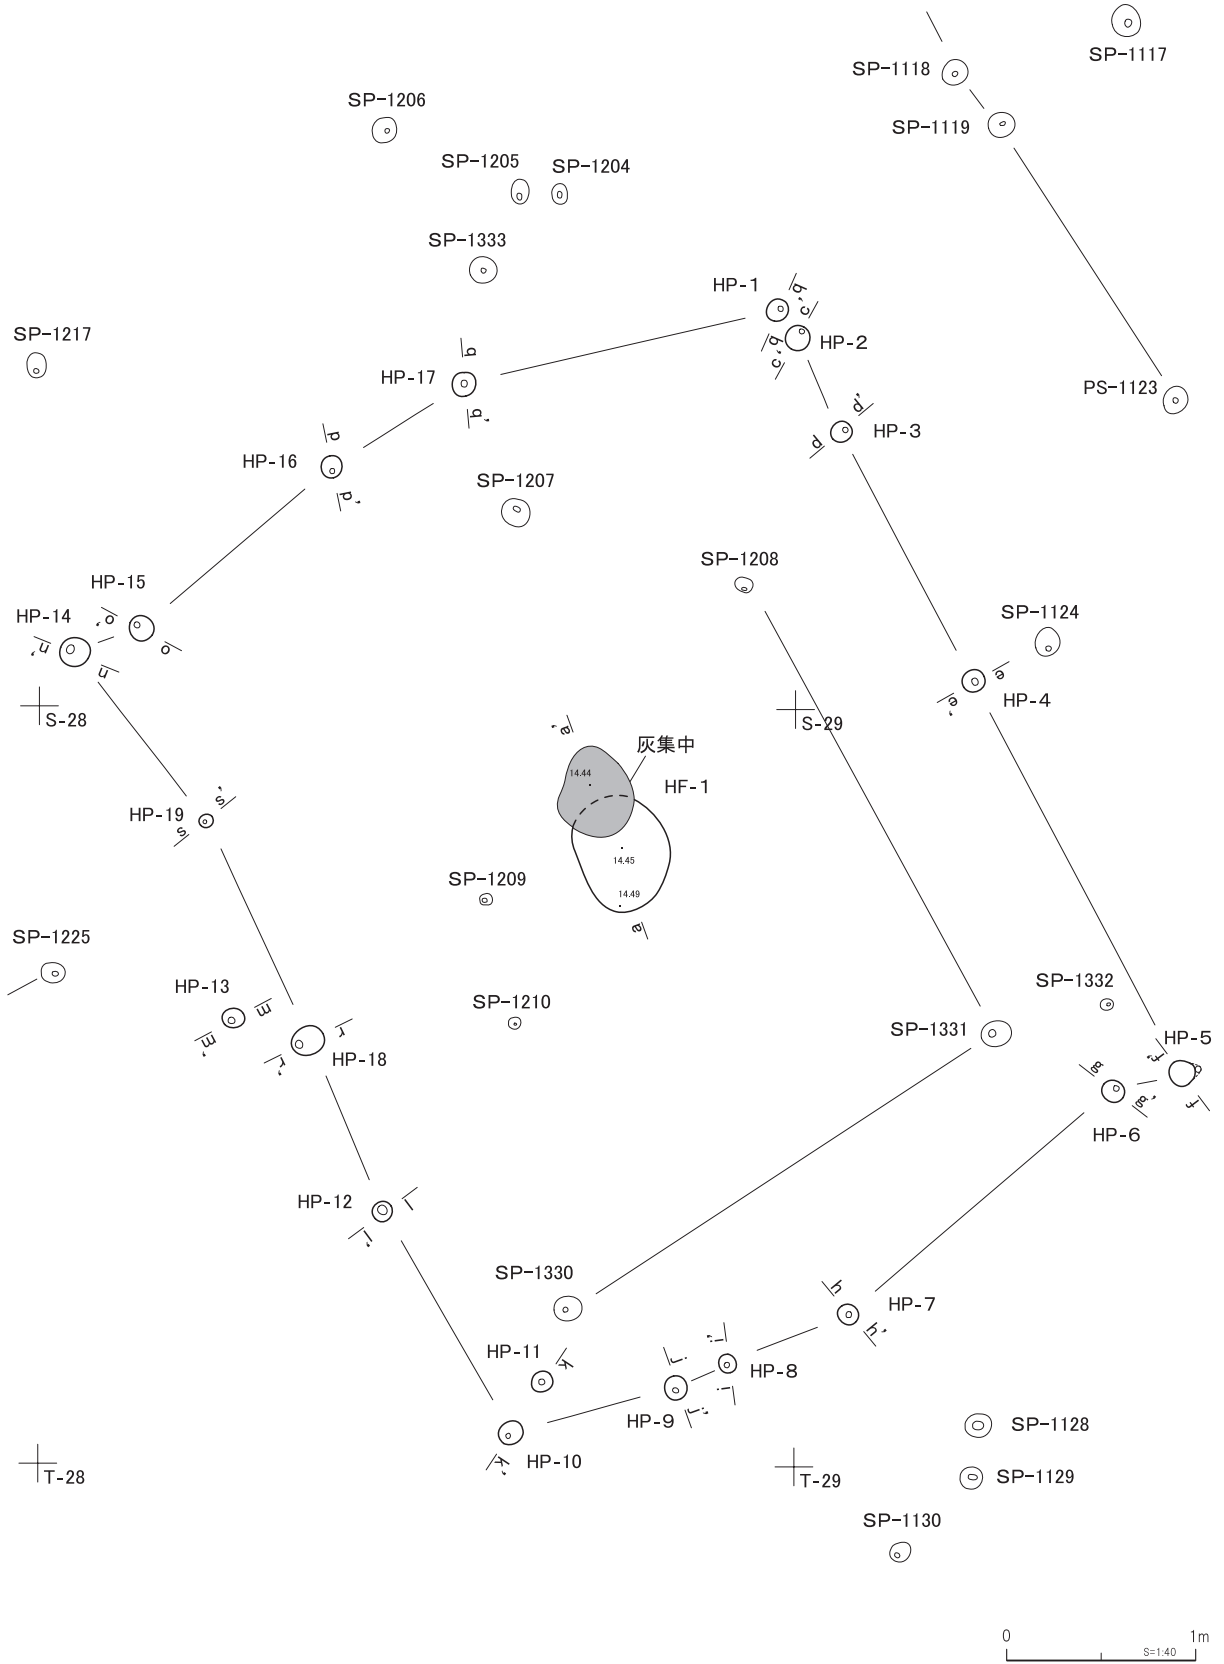 SP-1117
SP-1118
SP-1206
SP-1119
SP-1205
SP-1204
SP-1333
HP-1
b
c'
SP-1217
HP-2
b'
c
HP-17
q
q'
PS-1123
d'
HP-3
d
HP-16
p
p'
SP-1207
SP-1208
HP-15
o'
o
HP-14
n'
n
SP-1124
e
HP-4
e'
S-28
S-29
a'
灰集中
14.44
HF-1
HP-19
s'
s
14.45
SP-1209
14.49
a
SP-1225
HP-13
m
m'
SP-1332
SP-1210
SP-1331
HP-5
f'
f
r
HP-18
r'
g
g'
HP-6
HP-12
l
l'
SP-1330
h
HP-7
h'
HP-11
k
j
i'
HP-8
i
HP-9
j'
HP-10
k'
SP-1128
T-28
T-29
SP-1129
SP-1130
0
1m
S=1:40